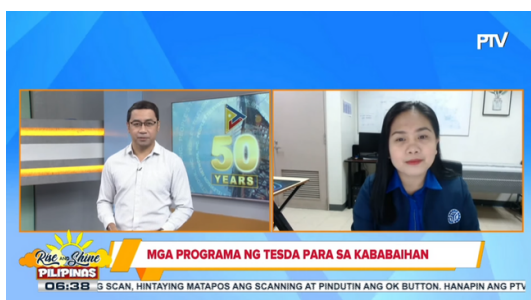 PTV
50
YEARS
MGA PROGRAMA NG TESDA PARA SA KABABAIHAN
Rise AND Shine
PILIPINAS
06:38
G SCAN, HINTAYING MATAPOS ANG SCANNING AT PINDUTIN ANG OK BUTTON. HANAPIN ANG PTV